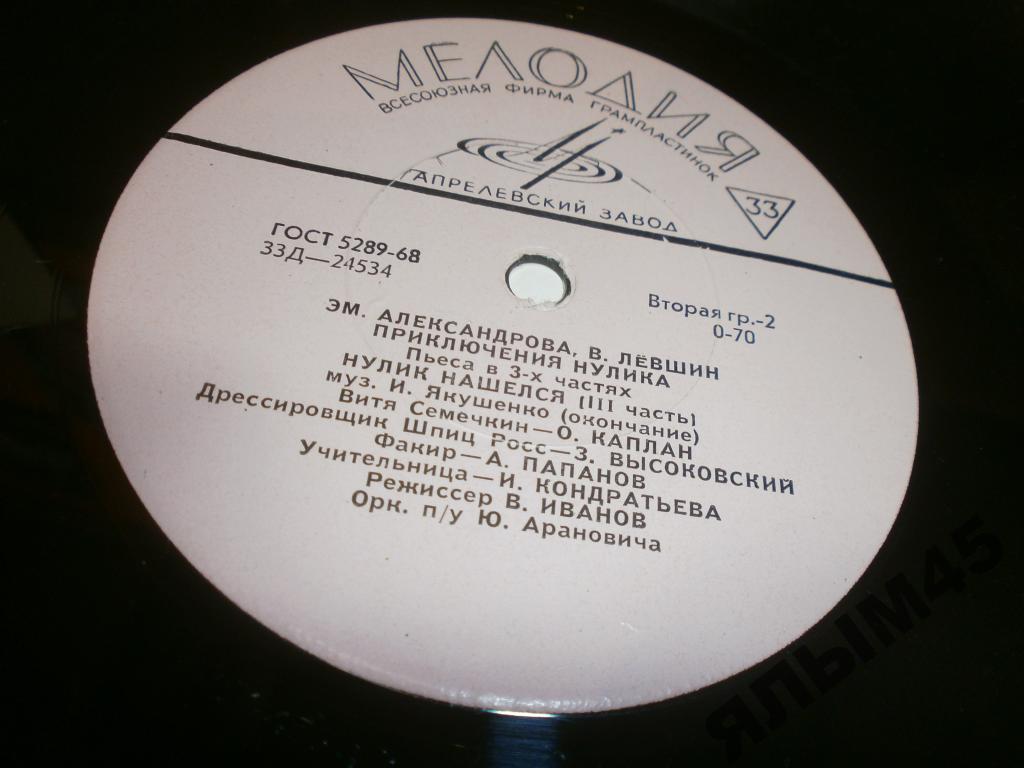 МЕЛОДИЯ
ВСЕСОЮЗНАЯ ФИРМА ГРАМПЛАСТИНОК
АПРЕЛЕВСКИЙ ЗАВОД
33
ГОСТ 5289-68
33Д—24534
Вторая гр.-2
0-70
ЭМ. АЛЕКСАНДРОВА, В. ЛЁВШИН
ПРИКЛЮЧЕНИЯ НУЛИКА
Пьеса в 3-х частях
НУЛИК НАШЕЛСЯ (III часть)
муз. И. Якушенко (окончание)
Витя Семечкин—О. КАПЛАН
Дрессировщик Шпиц Росс—З. ВЫСОКОВСКИЙ
Факир—А. ПАПАНОВ
Учительница—И. КОНДРАТЬЕВА
Режиссер В. ИВАНОВ
Орк. п/у Ю. Арановича
ЯЛЫМ45